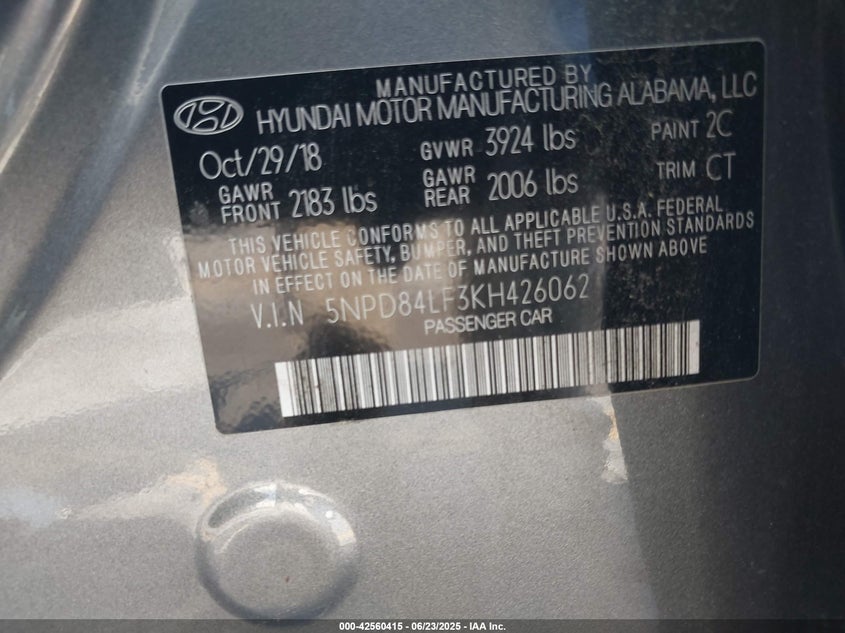 MANUFACTURED BY
HYUNDAI MOTOR MANUFACTURING ALABAMA, LLC
Oct/29/18 GVWR 3924 lbs PAINT 2C
GAWR FRONT 2183 lbs GAWR REAR 2006 lbs TRIM CT
THIS VEHICLE CONFORMS TO ALL APPLICABLE U.S.A. FEDERAL
MOTOR VEHICLE SAFETY, BUMPER, AND THEFT PREVENTION STANDARDS
IN EFFECT ON THE DATE OF MANUFACTURE SHOWN ABOVE
V.I.N 5NPD84LF3KH426062
PASSENGER CAR
000-42560415 - 06/23/2025 - IAA Inc.